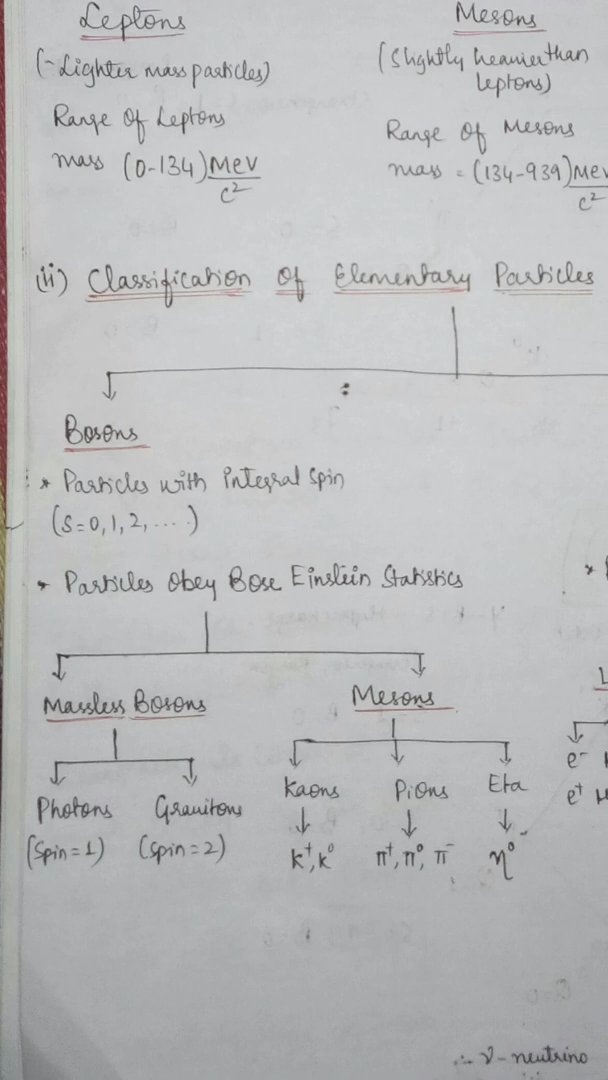 Leptons
(-Lighter mass particles)
Range Of Leptons
mass (0-134) MeV/c²
Mesons
(Slightly heavier than
leptons)
Range Of Mesons
mass = (134-939) MeV/c²
(ii) Classification Of Elementary Particles
Bosons
* Particles with integral spin
(S=0,1,2,....)
* Particles obey Bose Einstein Statistics
*
Massless Bosons
Mesons
L
Photons
Gravitons
Kaons
Pions
Eta
e⁻
e⁺
(Spin=1)
(Spin=2)
k⁺, k⁰
π⁺, π⁰, π⁻
η⁰
∴ ν - neutrino